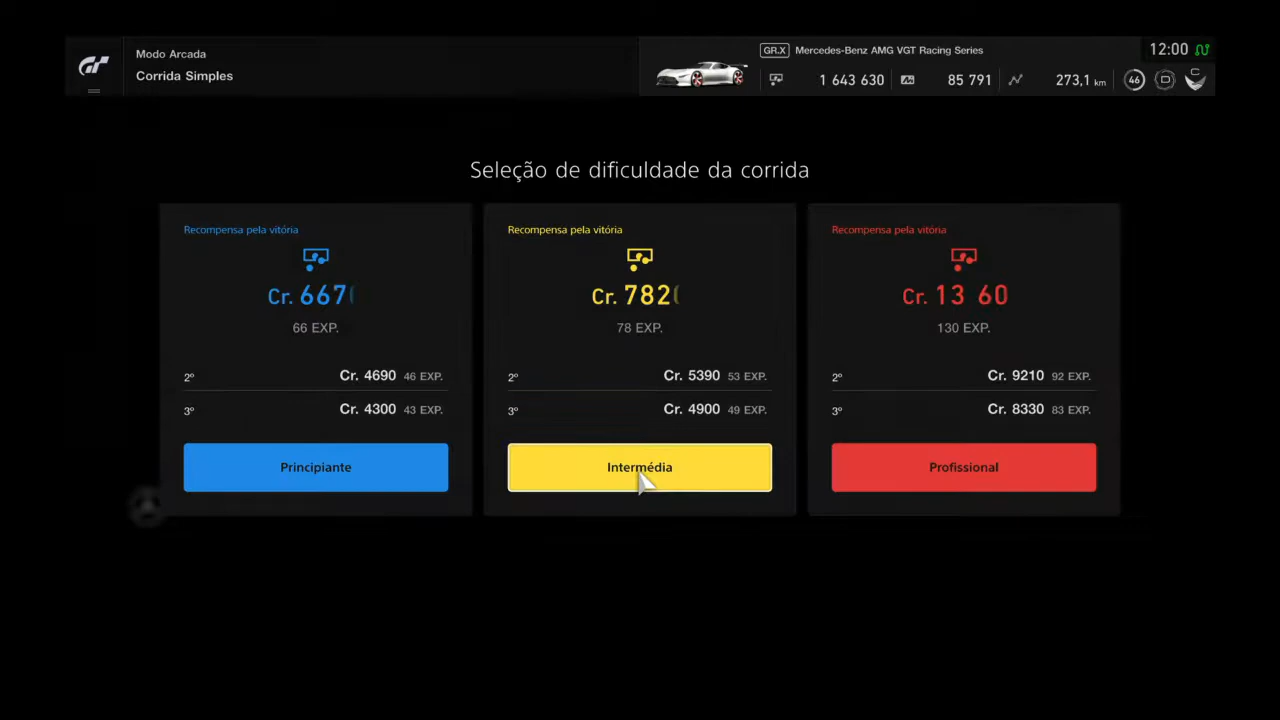 Modo Arcada
Corrida Simples
GR.X Mercedes-Benz AMG VGT Racing Series
12:00
1 643 630
85 791
273,1 km
46
D
C
Seleção de dificuldade da corrida
Recompensa pela vitória
Cr. 667
66 EXP.
2º Cr. 4690 46 EXP.
3º Cr. 4300 43 EXP.
Principiante
Recompensa pela vitória
Cr. 782
78 EXP.
2º Cr. 5390 53 EXP.
3º Cr. 4900 49 EXP.
Intermédia
Recompensa pela vitória
Cr. 13 60
130 EXP.
2º Cr. 9210 92 EXP.
3º Cr. 8330 83 EXP.
Profissional